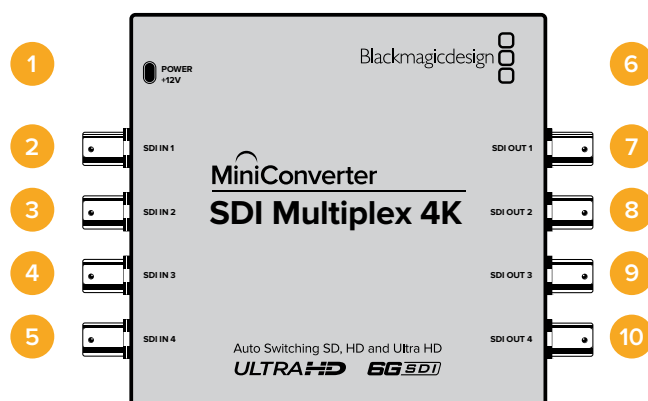 1
POWER
+12V
Blackmagicdesign
6
2
SDI IN 1
SDI OUT 1
7
MiniConverter
3
SDI IN 2
SDI Multiplex 4K
SDI OUT 2
8
4
SDI IN 3
SDI OUT 3
9
5
SDI IN 4
SDI OUT 4
10
Auto Switching SD, HD and Ultra HD
ULTRAHD 6G SDI